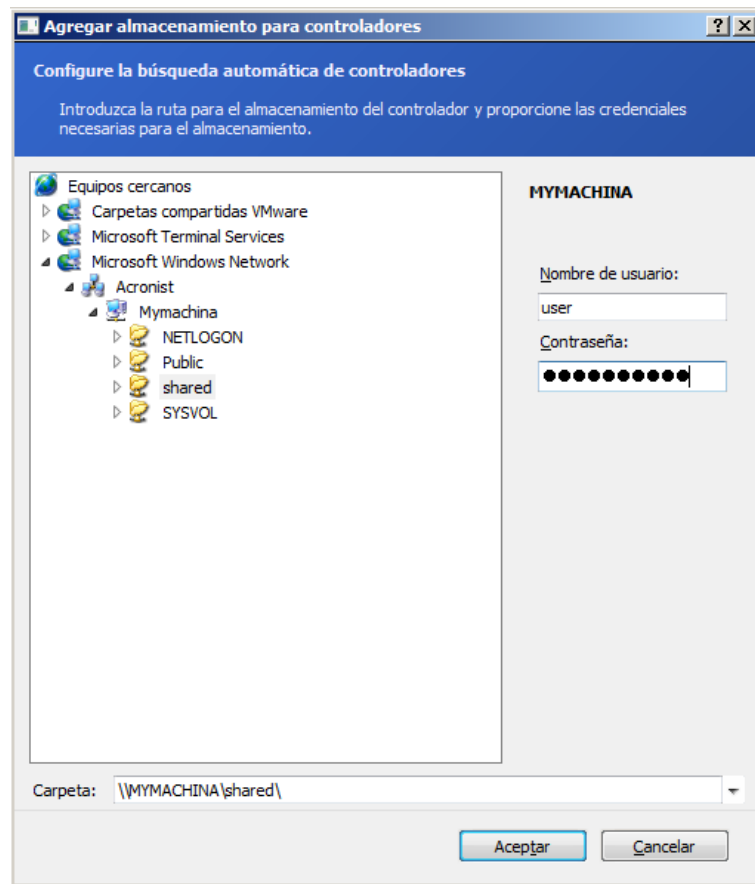 Agregar almacenamiento para controladores
Configure la búsqueda automática de controladores
Introduzca la ruta para el almacenamiento del controlador y proporcione las credenciales
necesarias para el almacenamiento.
Equipos cercanos
Carpetas compartidas VMware
Microsoft Terminal Services
Microsoft Windows Network
Acronist
Mymachina
NETLOGON
Public
shared
SYSVOL
MYMACHINA
Nombre de usuario:
user
Contraseña:
●●●●●●●●●●
Carpeta: \\MYMACHINA\shared\
Aceptar Cancelar